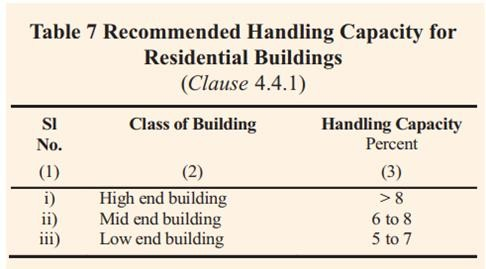 Table 7 Recommended Handling Capacity for
Residential Buildings
(Clause 4.4.1)
Sl No. Class of Building Handling Capacity Percent
(1) (2) (3)
i) High end building > 8
ii) Mid end building 6 to 8
iii) Low end building 5 to 7